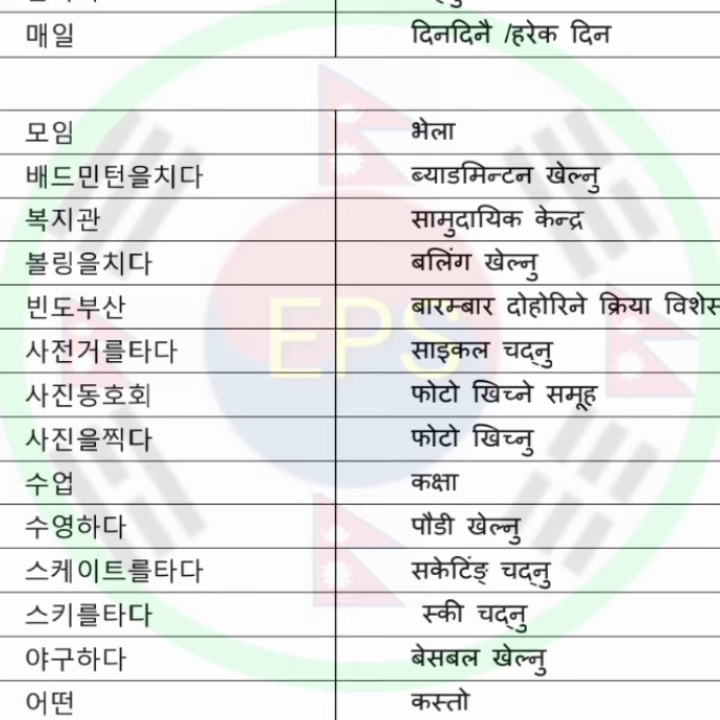 매일 दिनदिनै /हरेक दिन
모임 भेला
배드민턴을치다 ब्याडमिन्टन खेल्नु
복지관 सामुदायिक केन्द्र
볼링을치다 बलिंग खेल्नु
빈도부산 बारम्बार दोहोरिने क्रिया विशेस
사전거를타다 साइकल चद्नु
사진동호회 फोटो खिच्ने समूह
사진을찍다 फोटो खिच्नु
수업 कक्षा
수영하다 पौडी खेल्नु
스케이트를타다 सकेटिंङ् चद्नु
스키를타다 स्की चद्नु
야구하다 बेसबल खेल्नु
어떤 कस्तो
EPS